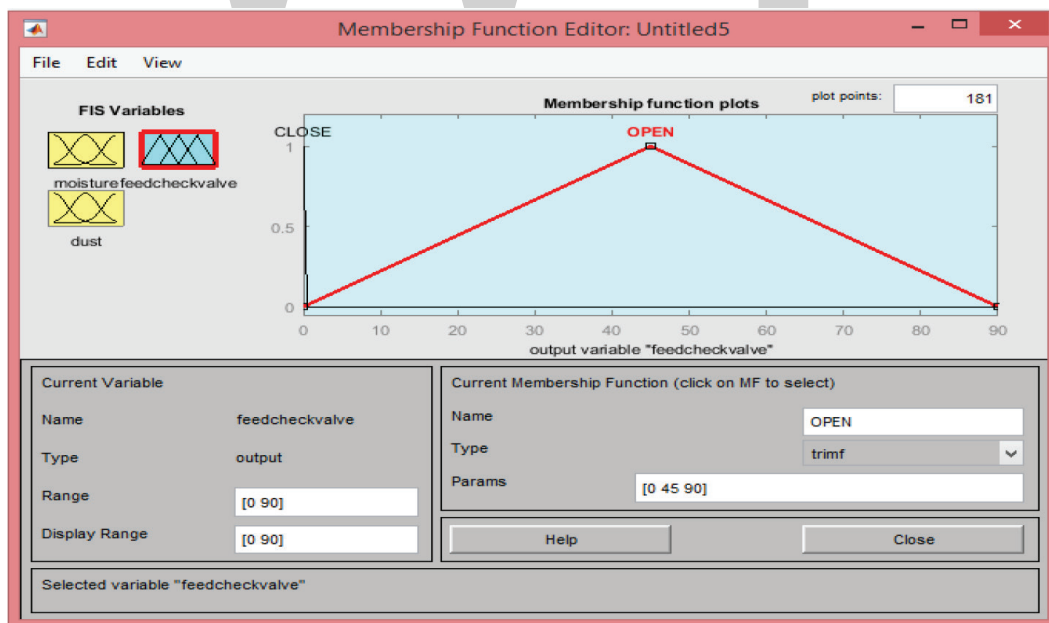 Membership Function Editor: Untitled5
File Edit View
FIS Variables
moisture feedcheckvalve
dust
Membership function plots
plot points: 181
CLOSE OPEN
1
0.5
0
0 10 20 30 40 50 60 70 80 90
output variable "feedcheckvalve"
Current Variable
Name feedcheckvalve
Type output
Range [0 90]
Display Range [0 90]
Current Membership Function (click on MF to select)
Name OPEN
Type trimf
Params [0 45 90]
Help Close
Selected variable "feedcheckvalve"